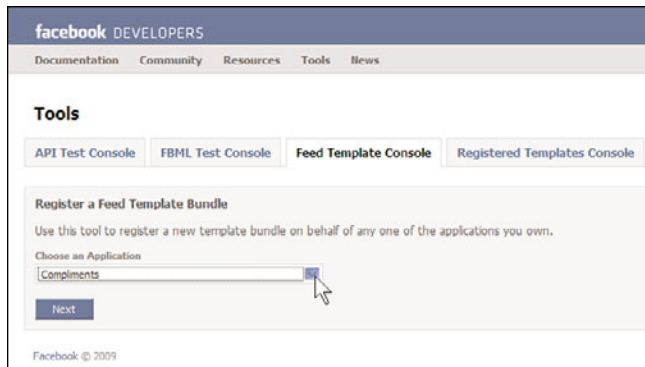 facebook DEVELOPERS
Documentation Community Resources Tools News
Tools
API Test Console FBML Test Console Feed Template Console Registered Templates Console
Register a Feed Template Bundle
Use this tool to register a new template bundle on behalf of any one of the applications you own.
Choose an Application
Compliments
Next
Facebook © 2009